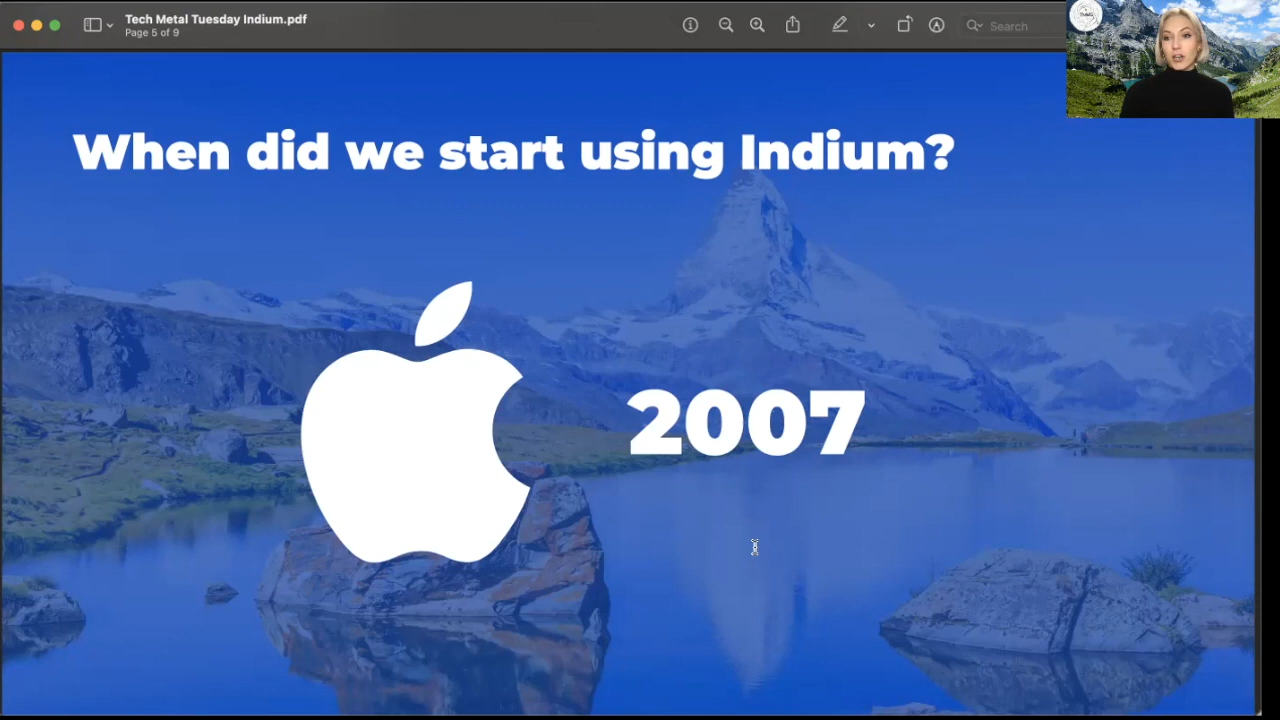 Tech Metal Tuesday Indium.pdf
Page 5 of 9
Search
When did we start using Indium?
2007